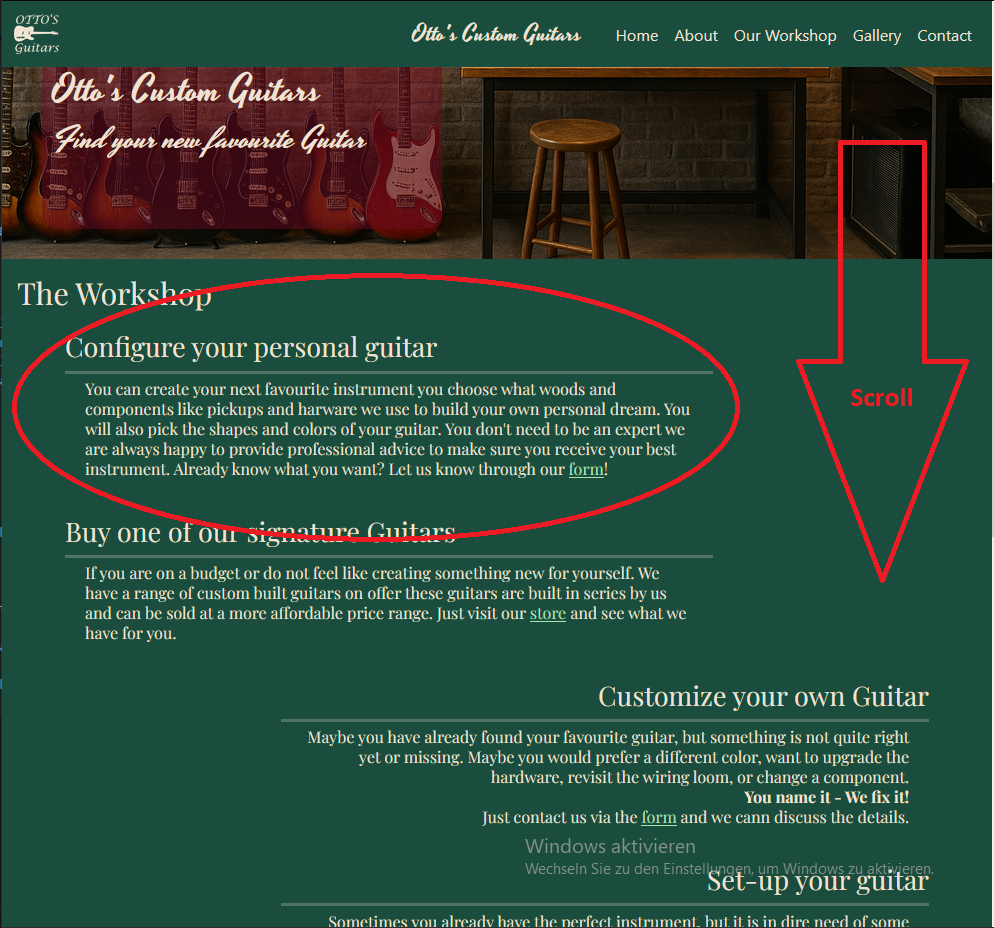 OTTO'S
Guitars
Otto's Custom Guitars
Home
About
Our Workshop
Gallery
Contact
Otto's Custom Guitars
Find your new favourite Guitar
The Workshop
Configure your personal guitar
You can create your next favourite instrument you choose what woods and
components like pickups and harware we use to build your own personal dream. You
will also pick the shapes and colors of your guitar. You don't need to be an expert we
are always happy to provide professional advice to make sure you receive your best
instrument. Already know what you want? Let us know through our form!
Scroll
Buy one of our signature Guitars
If you are on a budget or do not feel like creating something new for yourself. We
have a range of custom built guitars on offer these guitars are built in series by us
and can be sold at a more affordable price range. Just visit our store and see what we
have for you.
Customize your own Guitar
Maybe you have already found your favourite guitar, but something is not quite right
yet or missing. Maybe you would prefer a different color, want to upgrade the
hardware, revisit the wiring loom, or change a component.
You name it - We fix it!
Just contact us via the form and we cann discuss the details.
Windows aktivieren
Wechseln Sie zu den Einstellungen, um Windows zu aktivieren.
Set-up your guitar
Sometimes you already have the perfect instrument, but it is in dire need of some